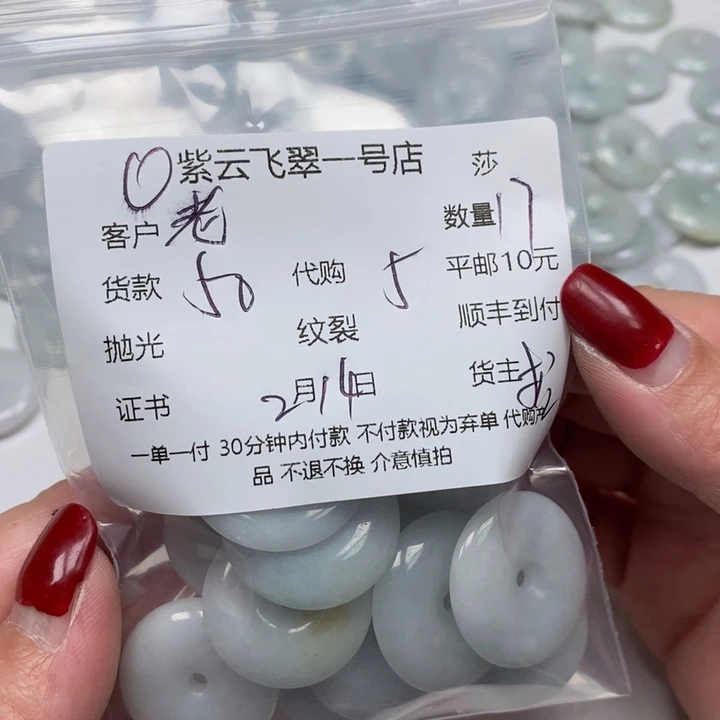 紫云飞翠一号店 莎
客户 老 数量 17
货款 50 代购 5 平邮10元
抛光 纹裂 顺丰到付
证书 2月14日 货主
一单一付 30分钟内付款 不付款视为弃单 代购产
品 不退不换 介意慎拍